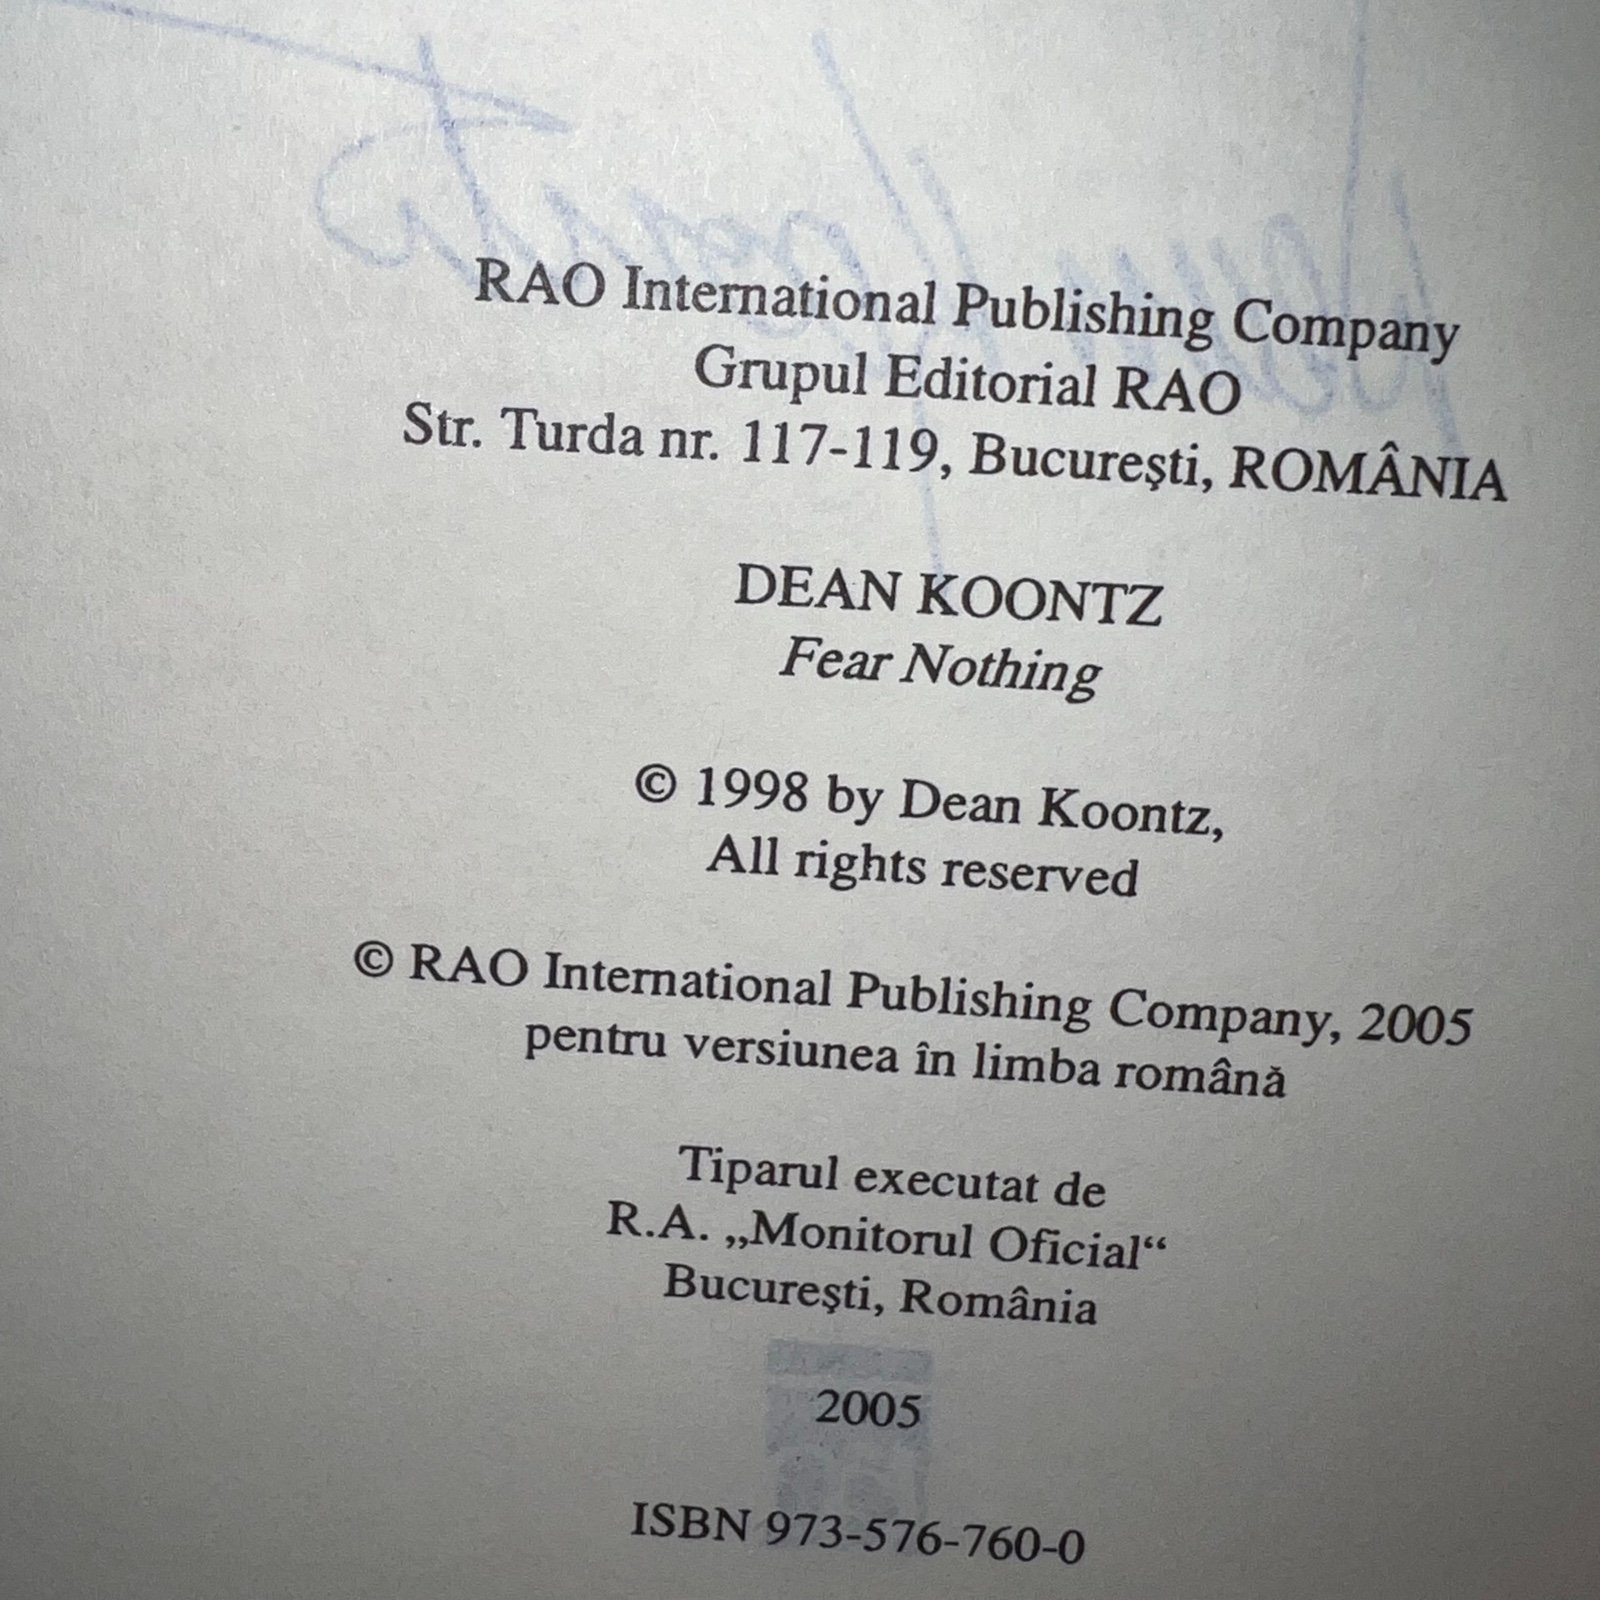 RAO International Publishing Company
Grupul Editorial RAO
Str. Turda nr. 117-119, Bucureşti, ROMÂNIA
DEAN KOONTZ
Fear Nothing
© 1998 by Dean Koontz,
All rights reserved
© RAO International Publishing Company, 2005
pentru versiunea în limba română
Tiparul executat de
R.A. „Monitorul Oficial“
Bucureşti, România
2005
ISBN 973-576-760-0